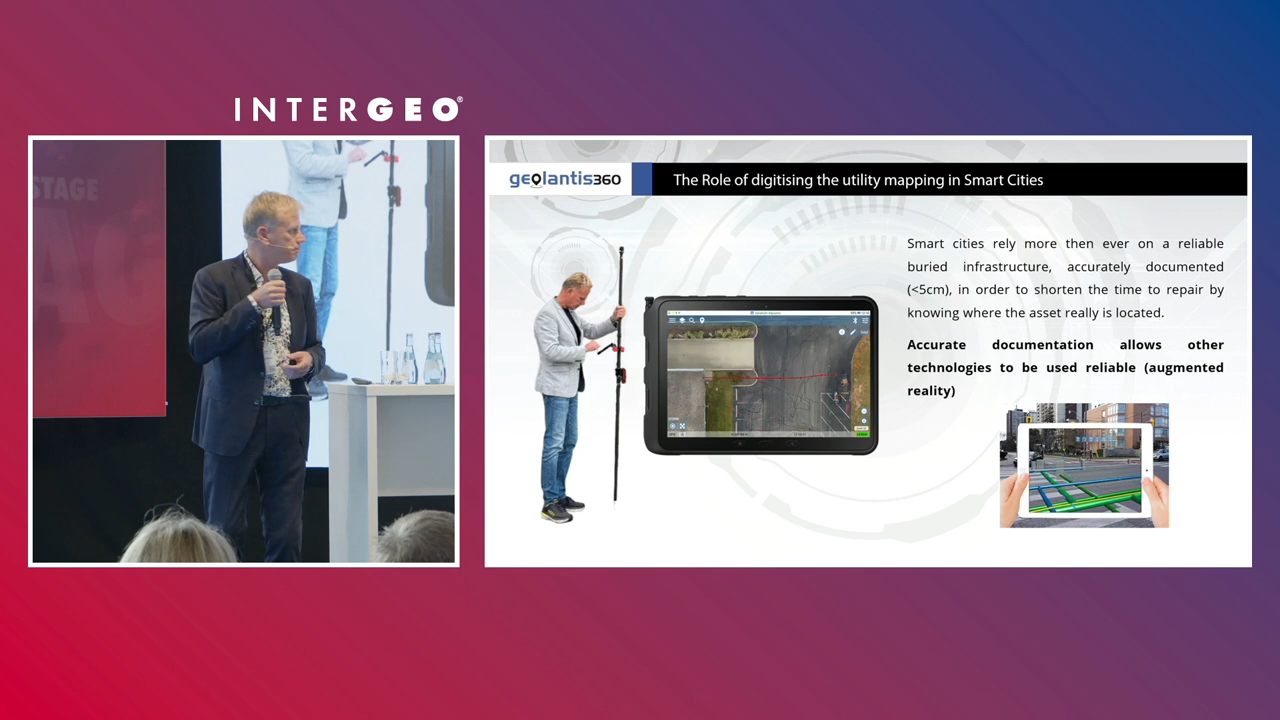 INTERGEO®
STAGE
geolantis360
The Role of digitising the utility mapping in Smart Cities
Smart cities rely more then ever on a reliable
buried infrastructure, accurately documented
(<5cm), in order to shorten the time to repair by
knowing where the asset really is located.
Accurate documentation allows other
technologies to be used reliable (augmented
reality)